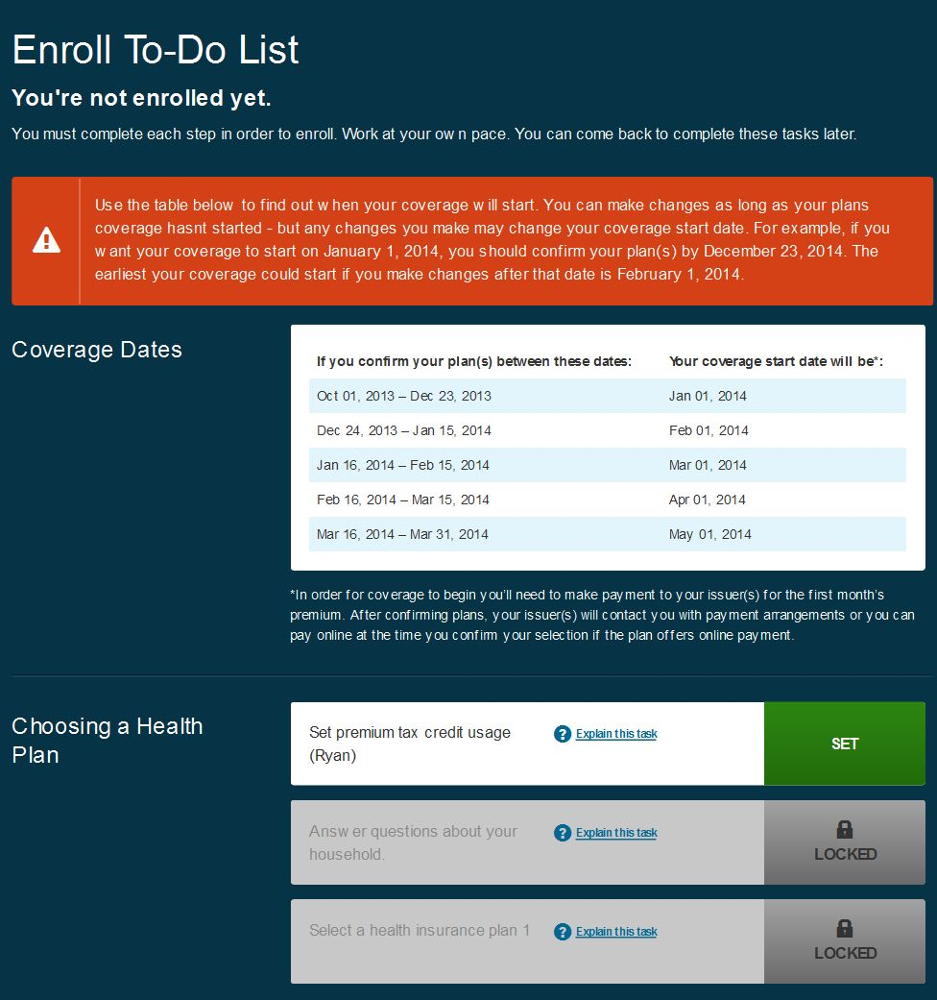 Enroll To-Do List
You're not enrolled yet.
You must complete each step in order to enroll. Work at your own pace. You can come back to complete these tasks later.
Use the table below to find out when your coverage will start. You can make changes as long as your plans
coverage hasnt started - but any changes you make may change your coverage start date. For example, if you
want your coverage to start on January 1, 2014, you should confirm your plan(s) by December 23, 2014. The
earliest your coverage could start if you make changes after that date is February 1, 2014.
Coverage Dates
If you confirm your plan(s) between these dates: Your coverage start date will be*:
Oct 01, 2013 – Dec 23, 2013 Jan 01, 2014
Dec 24, 2013 – Jan 15, 2014 Feb 01, 2014
Jan 16, 2014 – Feb 15, 2014 Mar 01, 2014
Feb 16, 2014 – Mar 15, 2014 Apr 01, 2014
Mar 16, 2014 – Mar 31, 2014 May 01, 2014
*In order for coverage to begin you'll need to make payment to your issuer(s) for the first month's
premium. After confirming plans, your issuer(s) will contact you with payment arrangements or you can
pay online at the time you confirm your selection if the plan offers online payment.
Choosing a Health
Plan
Set premium tax credit usage
(Ryan)
? Explain this task
SET
Answer questions about your
household.
? Explain this task
LOCKED
Select a health insurance plan 1
? Explain this task
LOCKED